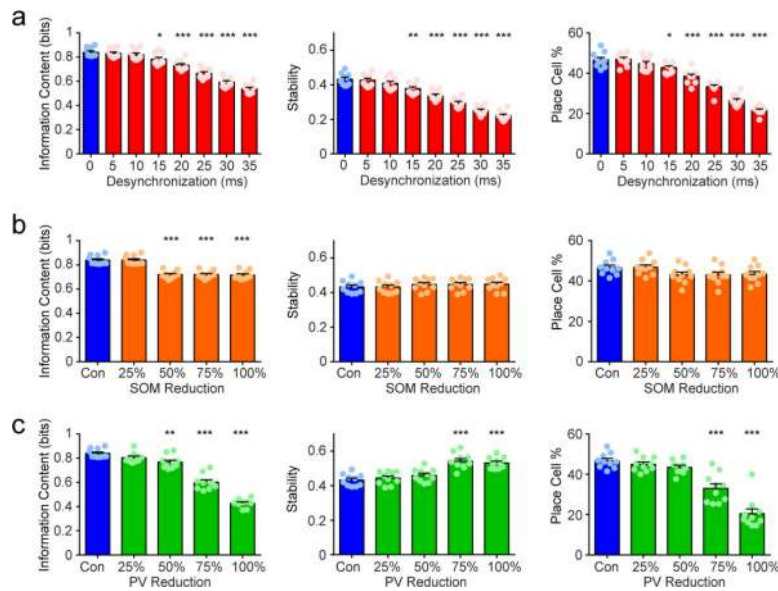 a
Information Content (bits)
1
0.8
0.6
0.4
0.2
0
* *** *** *** ***
0 5 10 15 20 25 30 35
Desynchronization (ms)
Stability
0.6
0.4
0.2
0
** *** *** *** ***
0 5 10 15 20 25 30 35
Desynchronization (ms)
Place Cell %
60
40
20
0
* *** *** *** ***
0 5 10 15 20 25 30 35
Desynchronization (ms)
b
Information Content (bits)
1
0.8
0.6
0.4
0.2
0
*** *** ***
Con 25% 50% 75% 100%
SOM Reduction
Stability
0.6
0.4
0.2
0
Con 25% 50% 75% 100%
SOM Reduction
Place Cell %
60
40
20
0
Con 25% 50% 75% 100%
SOM Reduction
c
Information Content (bits)
1
0.8
0.6
0.4
0.2
0
** *** ***
Con 25% 50% 75% 100%
PV Reduction
Stability
0.6
0.4
0.2
0
*** ***
Con 25% 50% 75% 100%
PV Reduction
Place Cell %
60
40
20
0
*** ***
Con 25% 50% 75% 100%
PV Reduction